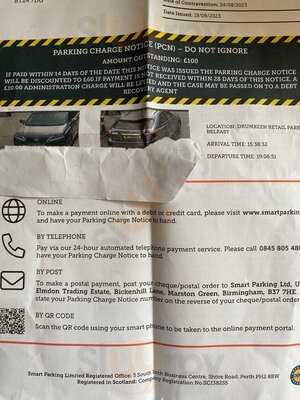 BT24 7DG
Date of Contravention: 24/08/2023
Date Issued: 29/08/2023
PARKING CHARGE NOTICE (PCN) – DO NOT IGNORE
AMOUNT OUTSTANDING: £100
IF PAID WITHIN 14 DAYS OF THE DATE THIS NOTICE WAS ISSUED THE PARKING CHARGE NOTICE
WILL BE DISCOUNTED TO £60. IF PAYMENT IS NOT RECEIVED WITHIN 28 DAYS OF THIS NOTICE, A
£10.00 ADMINISTRATION CHARGE WILL BE AND THE CASE MAY BE PASSED ON TO A DEBT
RECOVERY AGENT
LOCATION: DRUMKEEN RETAIL PARK
BELFAST
ARRIVAL TIME: 15:38:32
DEPARTURE TIME: 19:06:51
ONLINE
To make a payment online with a debt or credit card, please visit www.smartparkin
have your Parking Charge Notice to hand.
BY TELEPHONE
Pay via our 24-hour automated telephone payment service. Please call 0845 805 48
have your Parking Charge Notice to hand.
BY POST
To make a postal payment, post your cheque/postal order to Smart Parking Ltd, U
Elmdon Trading Estate, Bickenhill Lane, Marston Green, Birmingham, B37 7HE.
state your Parking Charge Notice number on the reverse of your cheque/postal order
BY QR CODE
Scan the QR code using your smart phone to be taken to the online payment portal.
Smart Parking Limited Registered Office: 5 South Inch Business Centre, Shore Road, Perth PH2 8BW
Registered in Scotland: Company Registration No.SC138255